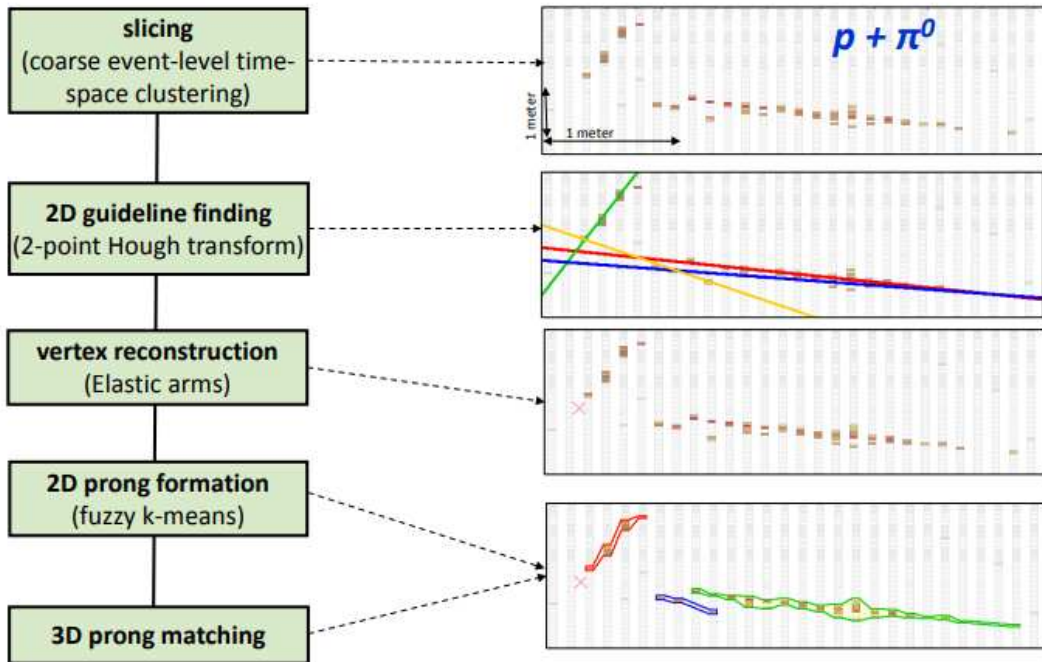 slicing
(coarse event-level time-
space clustering)
p + π⁰
1 meter
1 meter
2D guideline finding
(2-point Hough transform)
vertex reconstruction
(Elastic arms)
2D prong formation
(fuzzy k-means)
3D prong matching